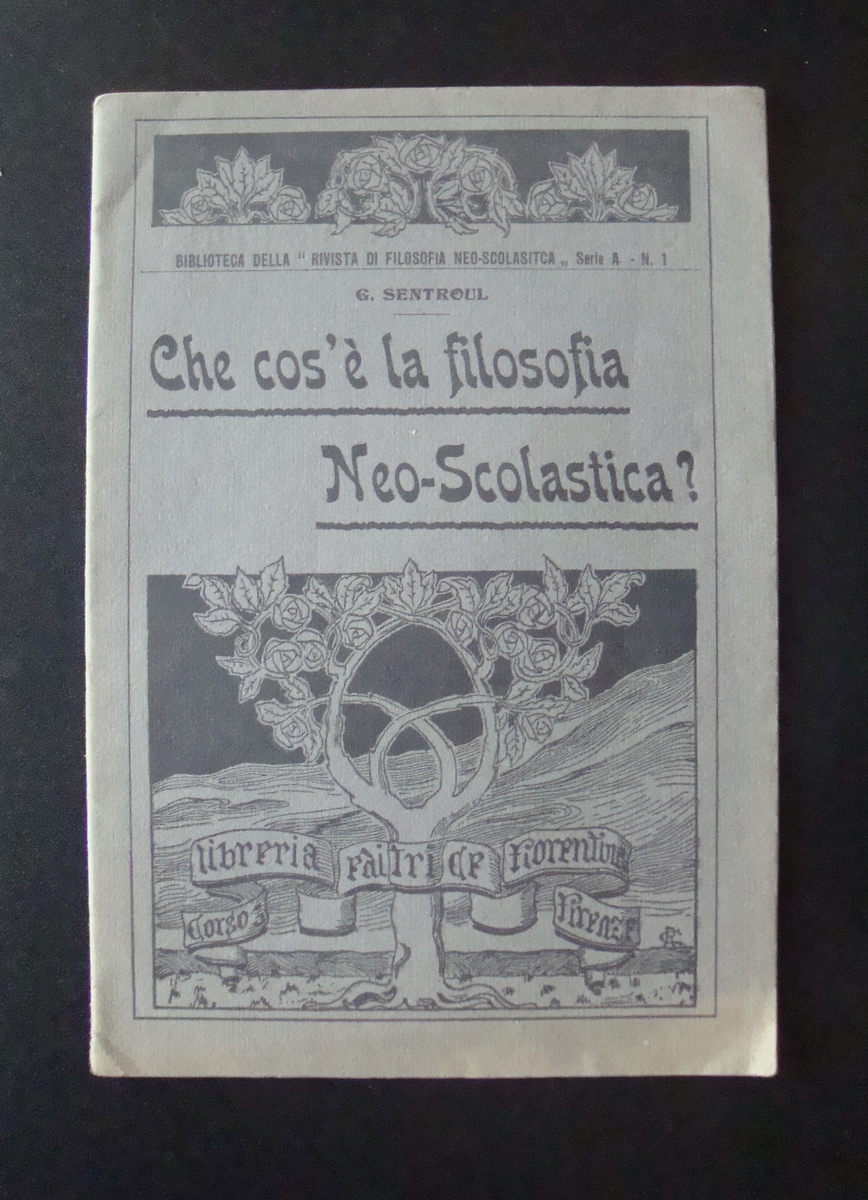 BIBLIOTECA DELLA “ RIVISTA DI FILOSOFIA NEO-SCOLASITCA „ Serie A. - N. 1
G. SENTROUL
Che cos'è la filosofia
Neo-Scolastica?
Libreria Editrice Fiorentina
Corso 3 Firenze